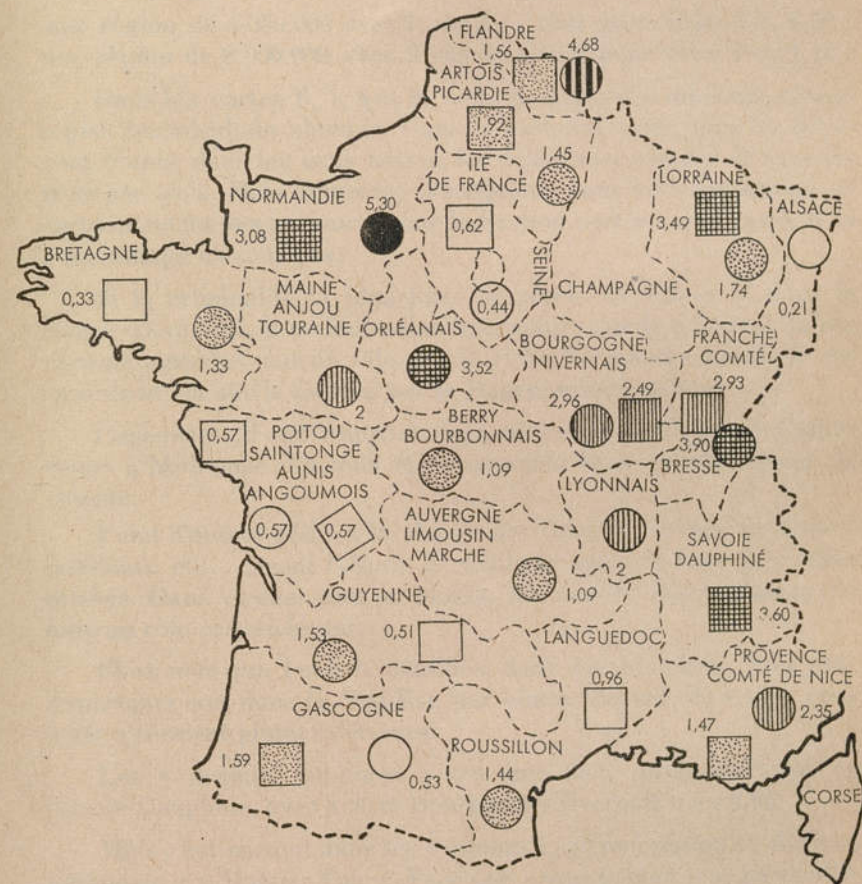 FLANDRE
1,56
4,68
ARTOIS
PICARDIE
1,92
1,45
ILE
DE FRANCE
0,62
0,44
NORMANDIE
3,08
5,30
LORRAINE
3,49
1,74
ALSACE
0,21
BRETAGNE
0,33
1,33
MAINE
ANJOU
TOURAINE
2
SEINE
CHAMPAGNE
ORLÉANAIS
3,52
BOURGOGNE
NIVERNAIS
2,96
2,49
FRANCHE
COMTÉ
2,93
3,90
BRESSE
0,57
POITOU
SAINTONGE
AUNIS
ANGOUMOIS
0,57
0,57
BERRY
BOURBONNAIS
1,09
LYONNAIS
2
AUVERGNE
LIMOUSIN
MARCHE
1,09
SAVOIE
DAUPHINÉ
3,60
GUYENNE
1,53
0,51
LANGUEDOC
0,96
PROVENCE
COMTÉ DE NICE
2,35
1,47
GASCOGNE
1,59
0,53
ROUSSILLON
1,44
CORSE